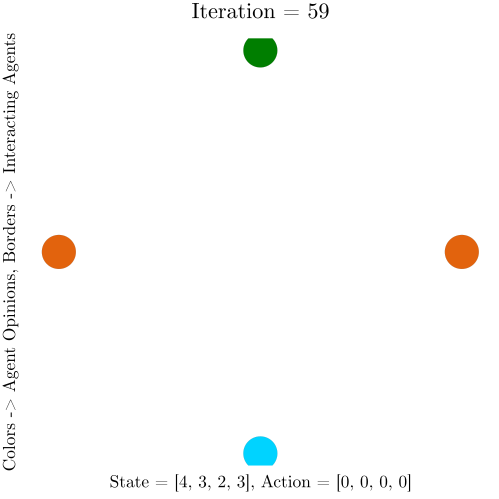 Iteration = 59
Colors -> Agent Opinions, Borders -> Interacting Agents
State = [4, 3, 2, 3], Action = [0, 0, 0, 0]